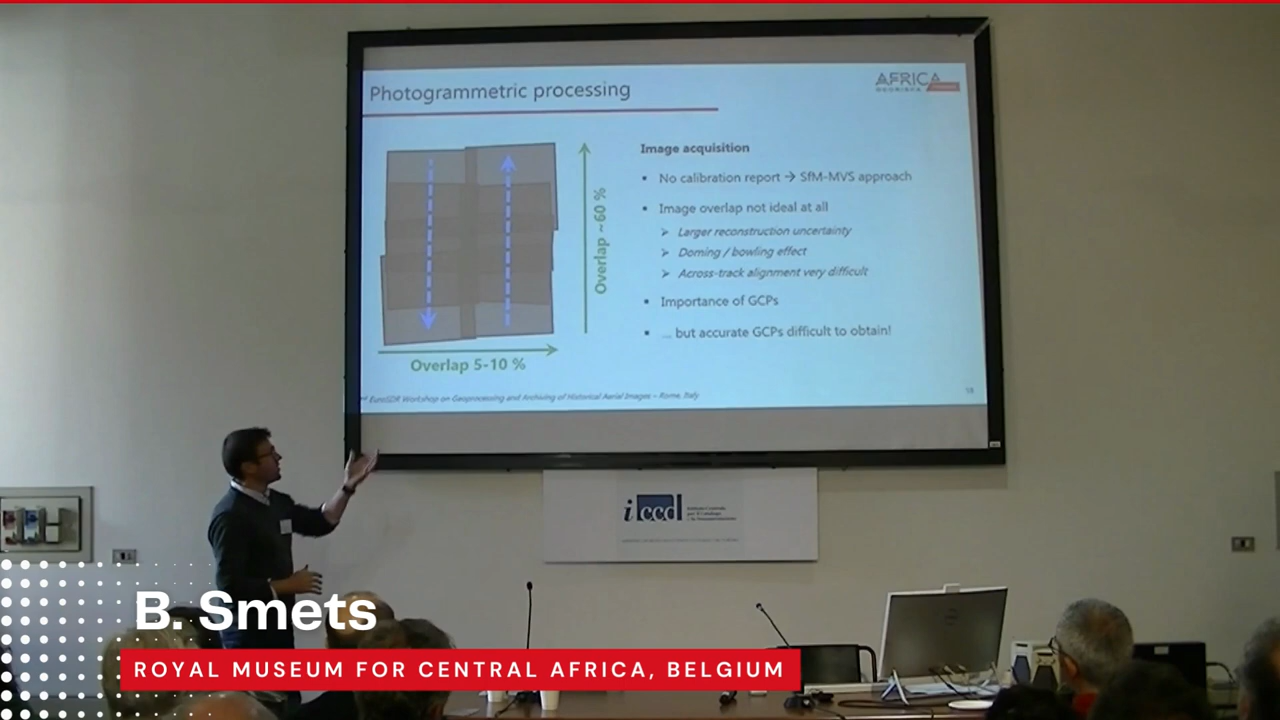 Photogrammetric processing
AFRICA
Overlap ~60 %
Overlap 5-10 %
Image acquisition
▪ No calibration report → SfM-MVS approach
▪ Image overlap not ideal at all
➢ Larger reconstruction uncertainty
➢ Doming / bowling effect
➢ Across-track alignment very difficult
▪ Importance of GCPs
▪ ... but accurate GCPs difficult to obtain!
EuroSDR Workshop on Geoprocessing and Archiving of Historical Aerial Images – Rome, Italy
iccd
B. Smets
ROYAL MUSEUM FOR CENTRAL AFRICA, BELGIUM